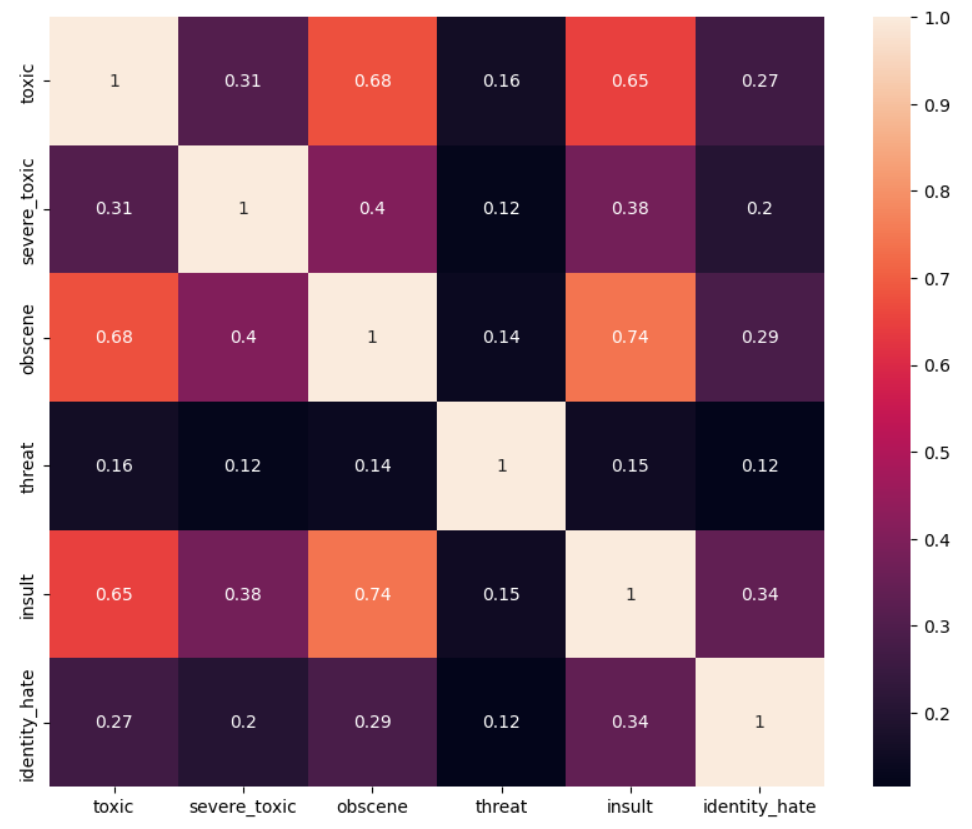 toxic 1 0.31 0.68 0.16 0.65 0.27
severe_toxic 0.31 1 0.4 0.12 0.38 0.2
obscene 0.68 0.4 1 0.14 0.74 0.29
threat 0.16 0.12 0.14 1 0.15 0.12
insult 0.65 0.38 0.74 0.15 1 0.34
identity_hate 0.27 0.2 0.29 0.12 0.34 1
toxic severe_toxic obscene threat insult identity_hate
1.0
0.9
0.8
0.7
0.6
0.5
0.4
0.3
0.2